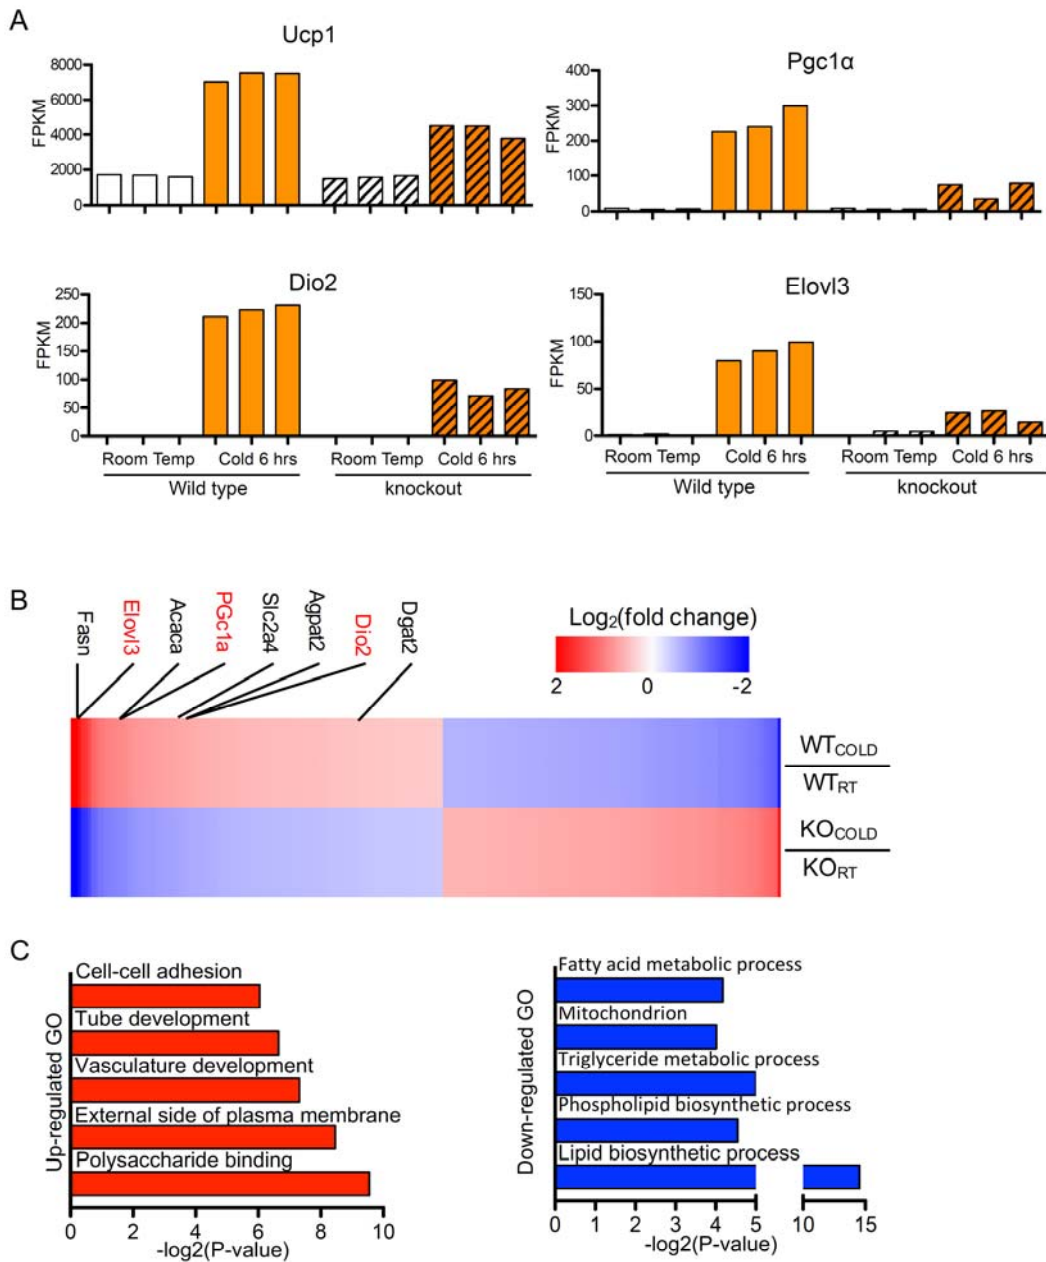 A
Ucp1
FPKM
8000
6000
4000
2000
0
Pgc1α
FPKM
400
300
200
100
0
Dio2
FPKM
250
200
150
100
50
0
Room Temp Cold 6 hrs Room Temp Cold 6 hrs
Wild type knockout
Elovl3
FPKM
150
100
50
0
Room Temp Cold 6 hrs Room Temp Cold 6 hrs
Wild type knockout
B
Fasn
Elovl3
Acaca
PGc1a
Slc2a4
Agpat2
Dio2
Dgat2
Log2(fold change)
2 0 -2
WTCOLD
WTRT
KOCOLD
KORT
C
Up-regulated GO
Cell-cell adhesion
Tube development
Vasculature development
External side of plasma membrane
Polysaccharide binding
0 2 4 6 8 10
-log2(P-value)
Down-regulated GO
Fatty acid metabolic process
Mitochondrion
Triglyceride metabolic process
Phospholipid biosynthetic process
Lipid biosynthetic process
0 1 2 3 4 5 10 15
-log2(P-value)